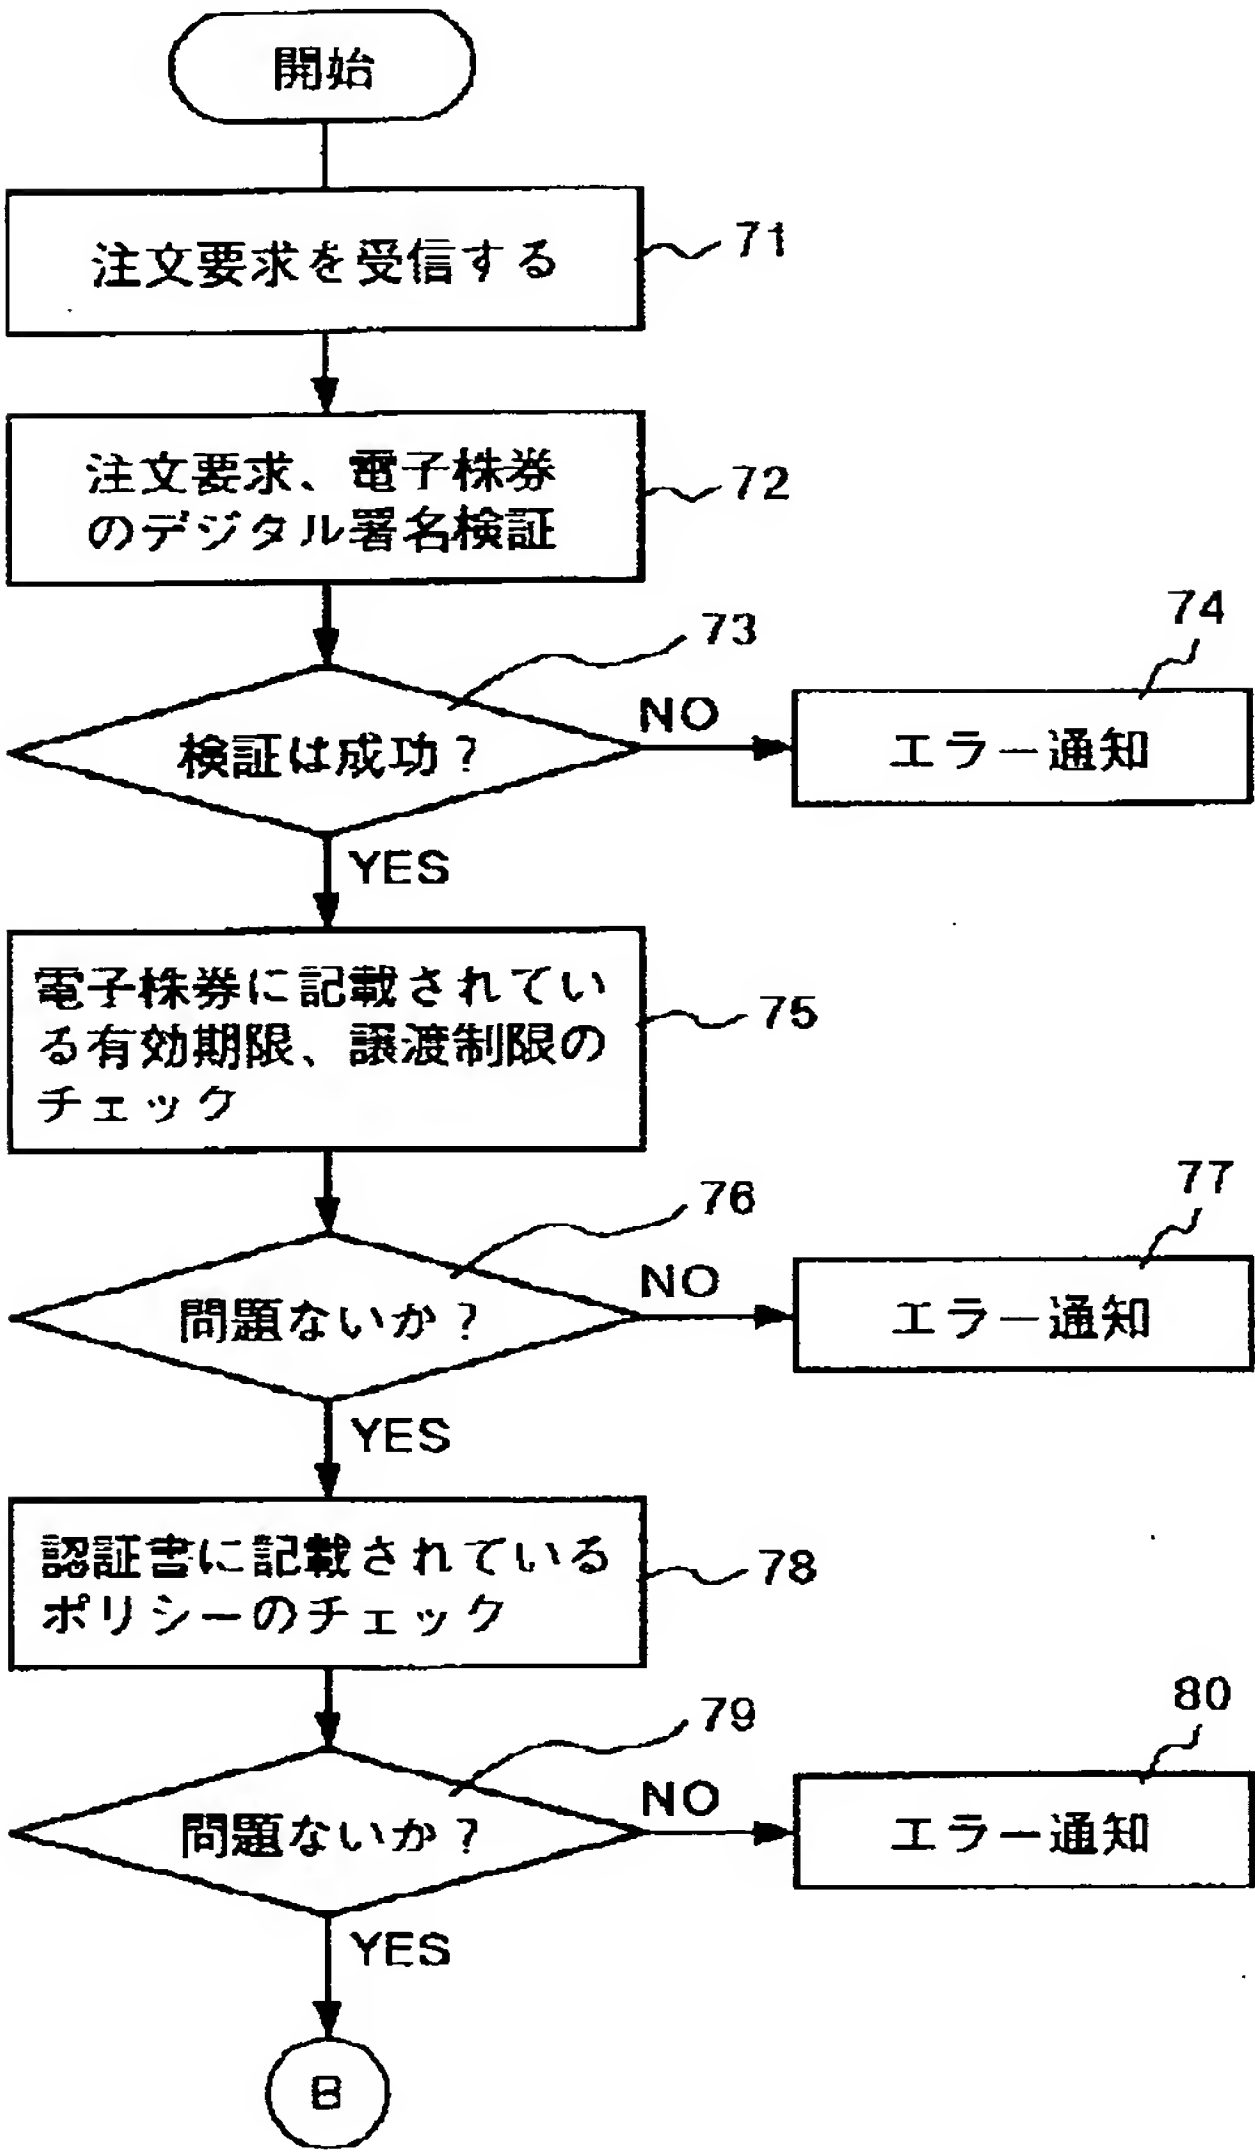 開始
注文要求を受信する
71
注文要求、電子株券
のデジタル署名検証
72
73
検証は成功？
NO
74
エラー通知
YES
電子株券に記載されてい
る有効期限、譲渡制限の
チェック
75
76
問題ないか？
NO
77
エラー通知
YES
認証書に記載されている
ポリシーのチェック
78
79
問題ないか？
NO
80
エラー通知
YES
B